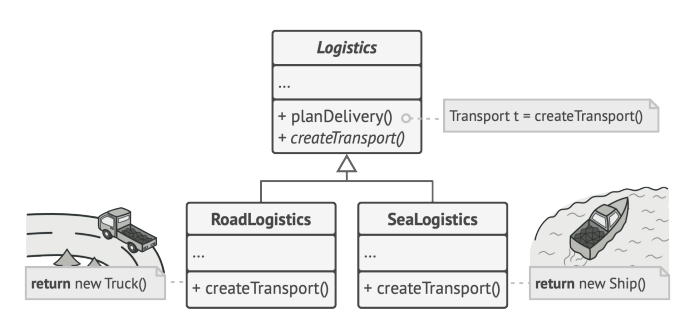 Logistics
...
+ planDelivery()
+ createTransport()
Transport t = createTransport()
RoadLogistics
...
+ createTransport()
return new Truck()
SeaLogistics
...
+ createTransport()
return new Ship()